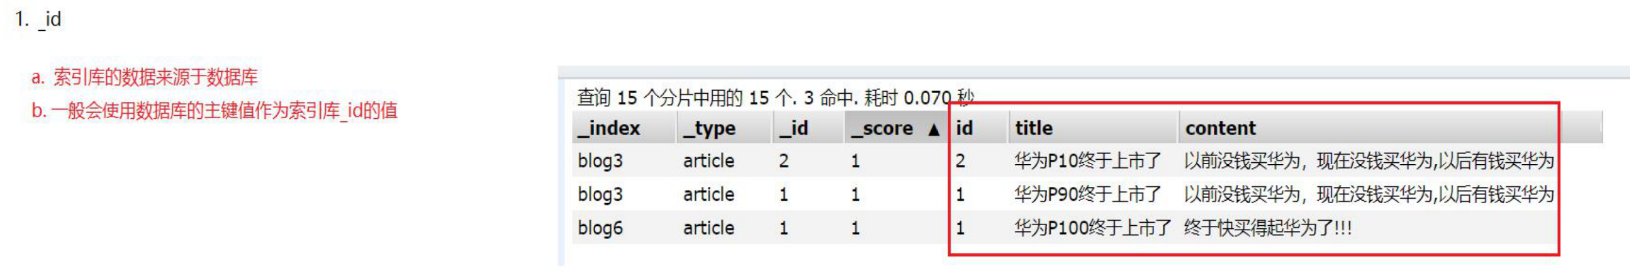 1. _id
a. 索引库的数据来源于数据库
b. 一般会使用数据库的主键值作为索引库_id的值
查询 15 个分片中用的 15 个. 3 命中. 耗时 0.070 秒
_index _type _id _score ▲ id title content
blog3 article 2 1 2 华为P10终于上市了 以前没钱买华为，现在没钱买华为,以后有钱买华为
blog3 article 1 1 1 华为P90终于上市了 以前没钱买华为，现在没钱买华为,以后有钱买华为
blog6 article 1 1 1 华为P100终于上市了 终于快买得起华为了!!!